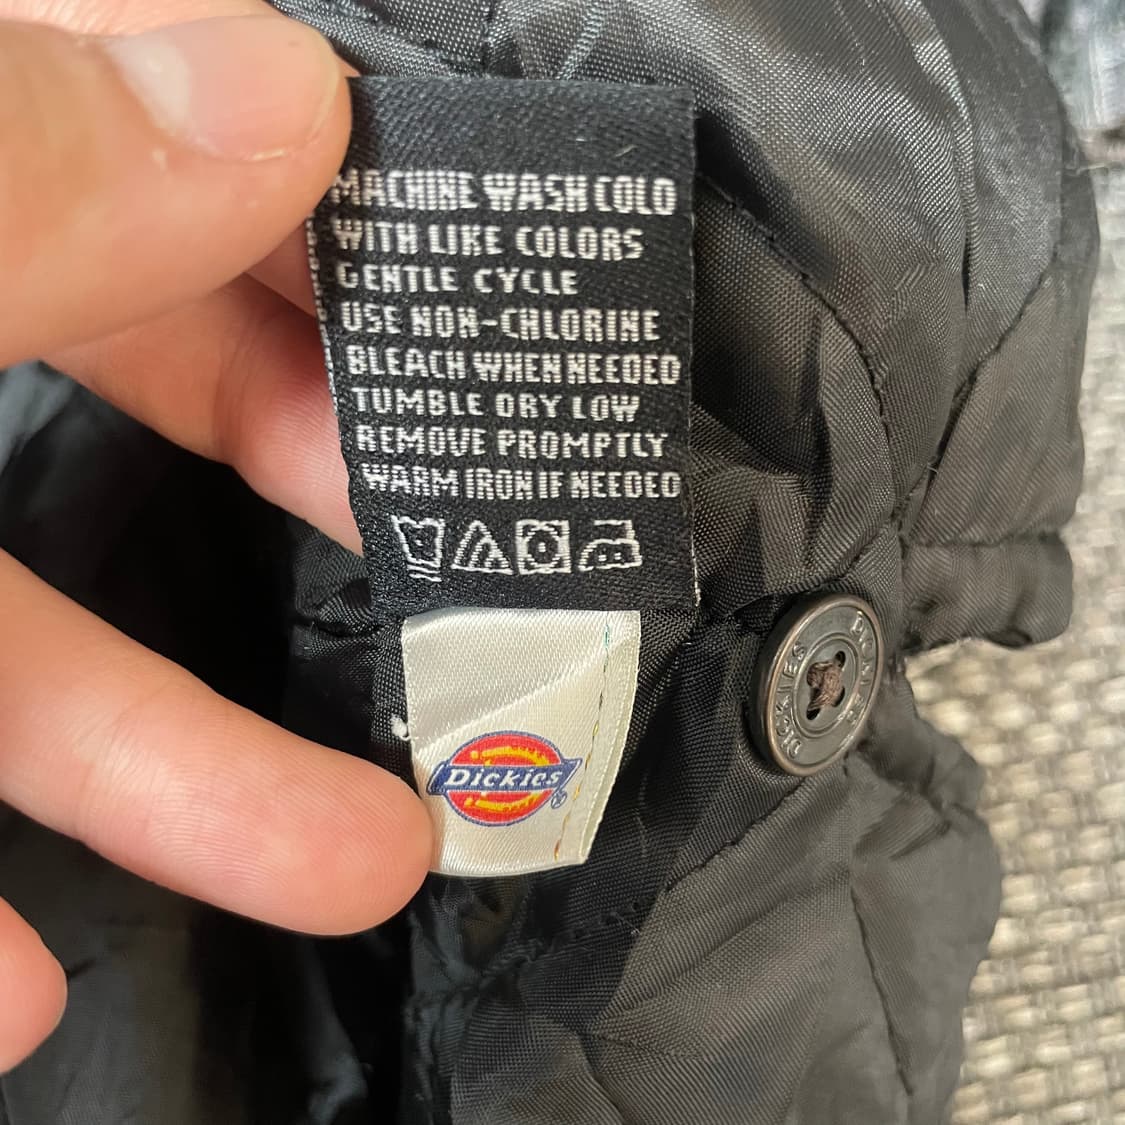 MACHINE WASH COLD
WITH LIKE COLORS
GENTLE CYCLE
USE NON-CHLORINE
BLEACH WHEN NEEDED
TUMBLE DRY LOW
REMOVE PROMPTLY
WARM IRON IF NEEDED
Dickies®
DICKIES